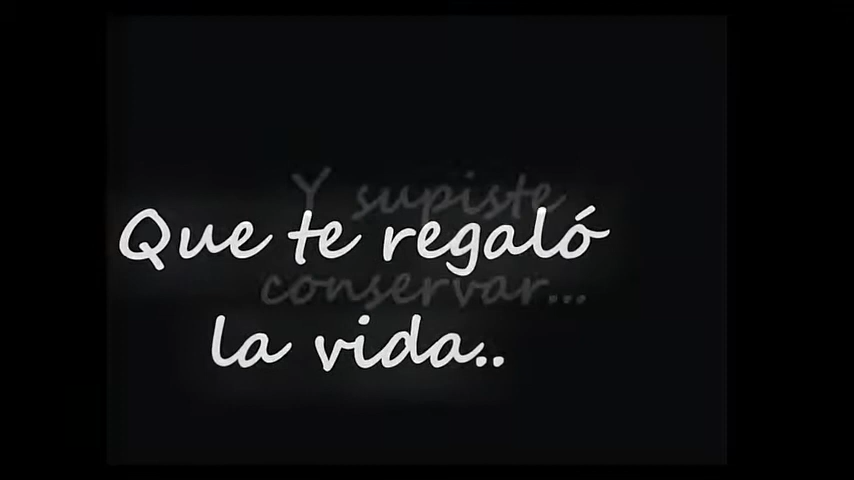 Y supiste
Que te regaló
conservar...
la vida..